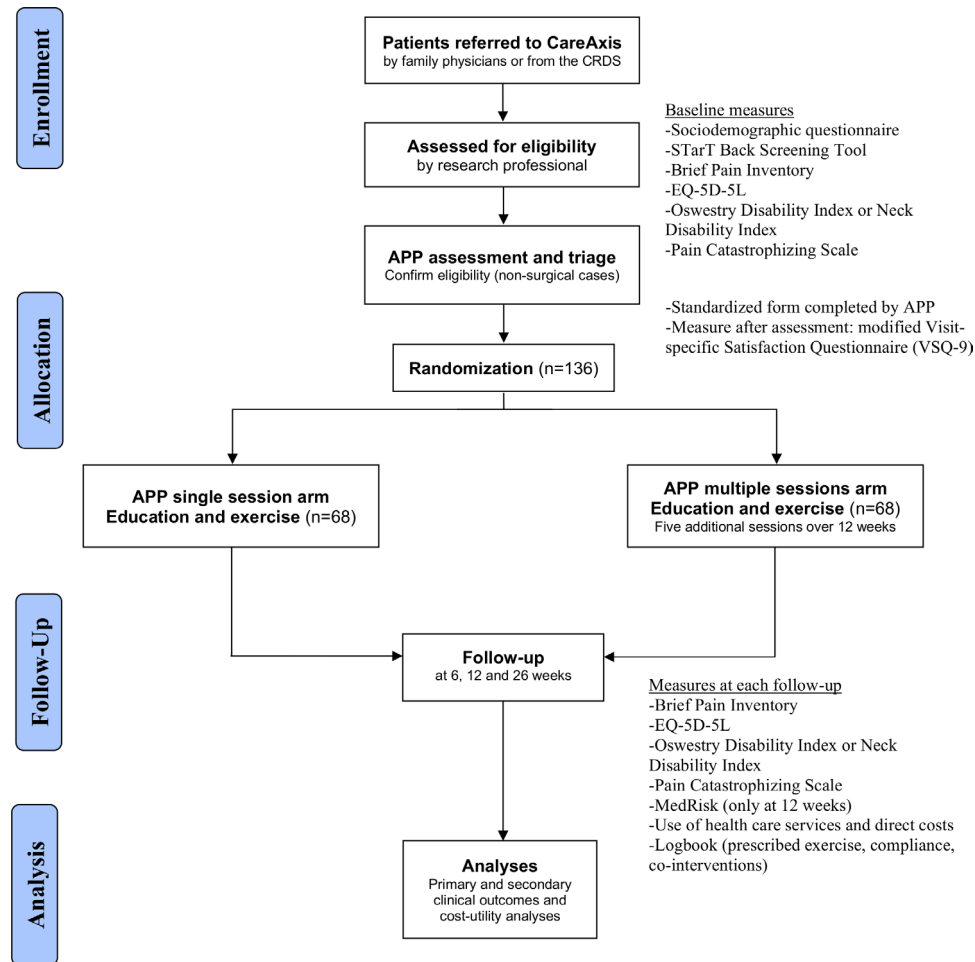 Enrollment
Patients referred to CareAxis
by family physicians or from the CRDS
Assessed for eligibility
by research professional
Baseline measures
-Sociodemographic questionnaire
-STarT Back Screening Tool
-Brief Pain Inventory
-EQ-5D-5L
-Oswestry Disability Index or Neck
Disability Index
-Pain Catastrophizing Scale
APP assessment and triage
Confirm eligibility (non-surgical cases)
-Standardized form completed by APP
-Measure after assessment: modified Visit-
specific Satisfaction Questionnaire (VSQ-9)
Allocation
Randomization (n=136)
APP single session arm
Education and exercise (n=68)
APP multiple sessions arm
Education and exercise (n=68)
Five additional sessions over 12 weeks
Follow-Up
Follow-up
at 6, 12 and 26 weeks
Measures at each follow-up
-Brief Pain Inventory
-EQ-5D-5L
-Oswestry Disability Index or Neck
Disability Index
-Pain Catastrophizing Scale
-MedRisk (only at 12 weeks)
-Use of health care services and direct costs
-Logbook (prescribed exercise, compliance,
co-interventions)
Analysis
Analyses
Primary and secondary
clinical outcomes and
cost-utility analyses